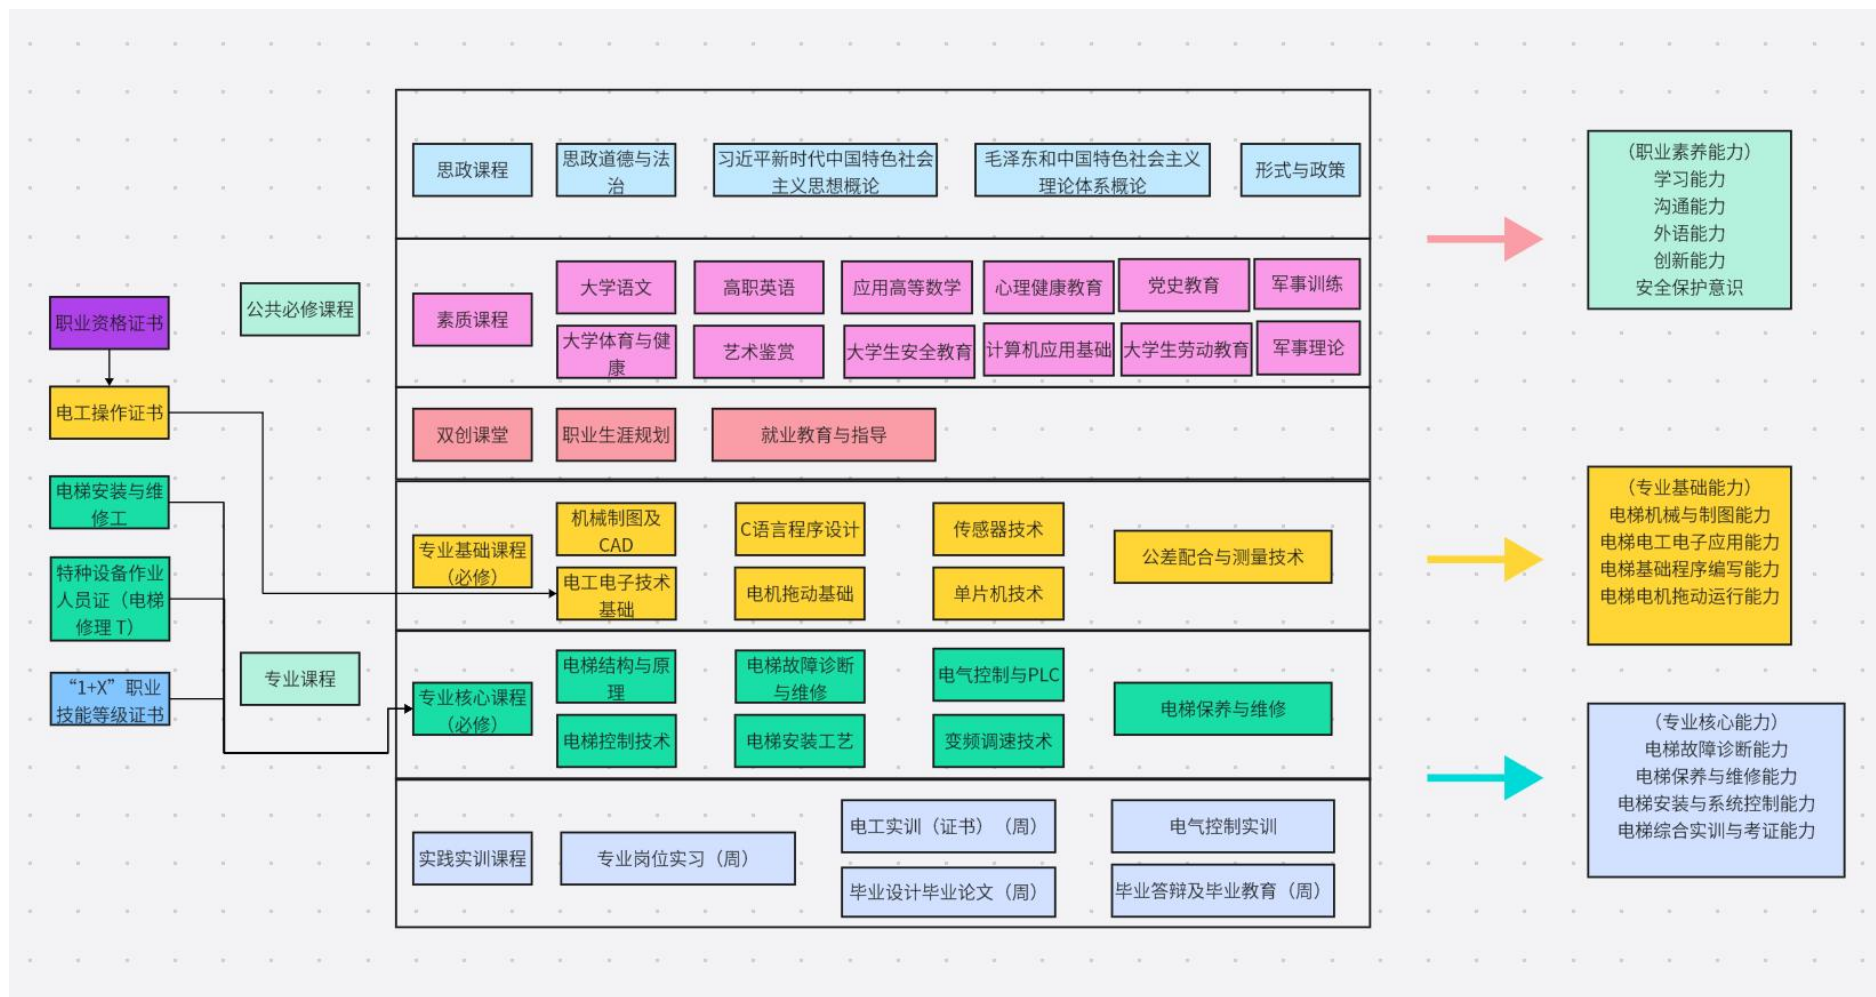 职业资格证书
电工操作证书
电梯安装与维
修工
特种设备作业
人员证（电梯
修理 T）
“1+X”职业
技能等级证书
公共必修课程
专业课程
思政课程
思政道德与法
治
习近平新时代中国特色社会
主义思想概论
毛泽东和中国特色社会主义
理论体系概论
形式与政策
素质课程
大学语文
高职英语
应用高等数学
心理健康教育
党史教育
军事训练
大学体育与健
康
艺术鉴赏
大学生安全教育
计算机应用基础
大学生劳动教育
军事理论
双创课堂
职业生涯规划
就业教育与指导
专业基础课程
（必修）
机械制图及
CAD
C语言程序设计
传感器技术
公差配合与测量技术
电工电子技术
基础
电机拖动基础
单片机技术
专业核心课程
（必修）
电梯结构与原
理
电梯故障诊断
与维修
电气控制与PLC
电梯保养与维修
电梯控制技术
电梯安装工艺
变频调速技术
实践实训课程
专业岗位实习（周）
电工实训（证书）（周）
电气控制实训
毕业设计毕业论文（周）
毕业答辩及毕业教育（周）
（职业素养能力）
学习能力
沟通能力
外语能力
创新能力
安全保护意识
（专业基础能力）
电梯机械与制图能力
电梯电工电子应用能力
电梯基础程序编写能力
电梯电机拖动运行能力
（专业核心能力）
电梯故障诊断能力
电梯保养与维修能力
电梯安装与系统控制能力
电梯综合实训与考证能力